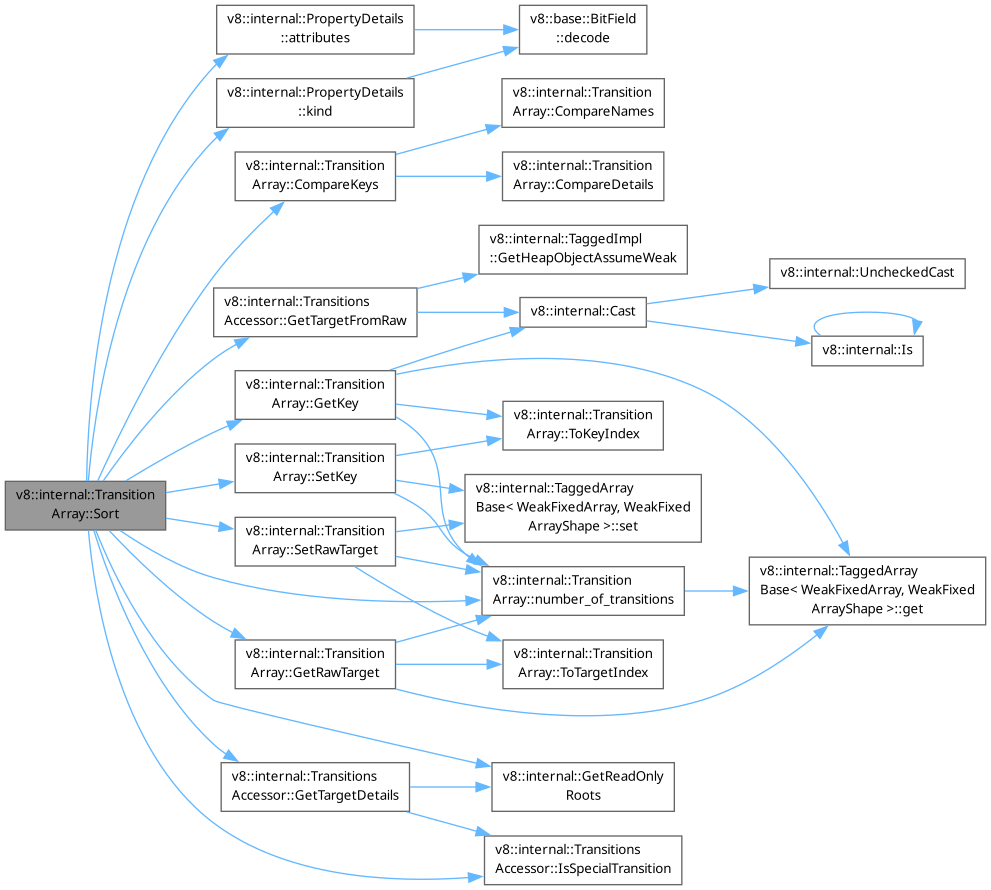 v8::internal::PropertyDetails
::attributes
v8::base::BitField
::decode
v8::internal::PropertyDetails
::kind
v8::internal::Transition
Array::CompareNames
v8::internal::Transition
Array::CompareKeys
v8::internal::Transition
Array::CompareDetails
v8::internal::TaggedImpl
::GetHeapObjectAssumeWeak
v8::internal::UncheckedCast
v8::internal::Transitions
Accessor::GetTargetFromRaw
v8::internal::Cast
v8::internal::Is
v8::internal::Transition
Array::GetKey
v8::internal::Transition
Array::ToKeyIndex
v8::internal::Transition
Array::SetKey
v8::internal::TaggedArray
Base< WeakFixedArray, WeakFixed
ArrayShape >::set
v8::internal::Transition
Array::Sort
v8::internal::Transition
Array::SetRawTarget
v8::internal::Transition
Array::number_of_transitions
v8::internal::TaggedArray
Base< WeakFixedArray, WeakFixed
ArrayShape >::get
v8::internal::Transition
Array::GetRawTarget
v8::internal::Transition
Array::ToTargetIndex
v8::internal::Transitions
Accessor::GetTargetDetails
v8::internal::GetReadOnly
Roots
v8::internal::Transitions
Accessor::IsSpecialTransition